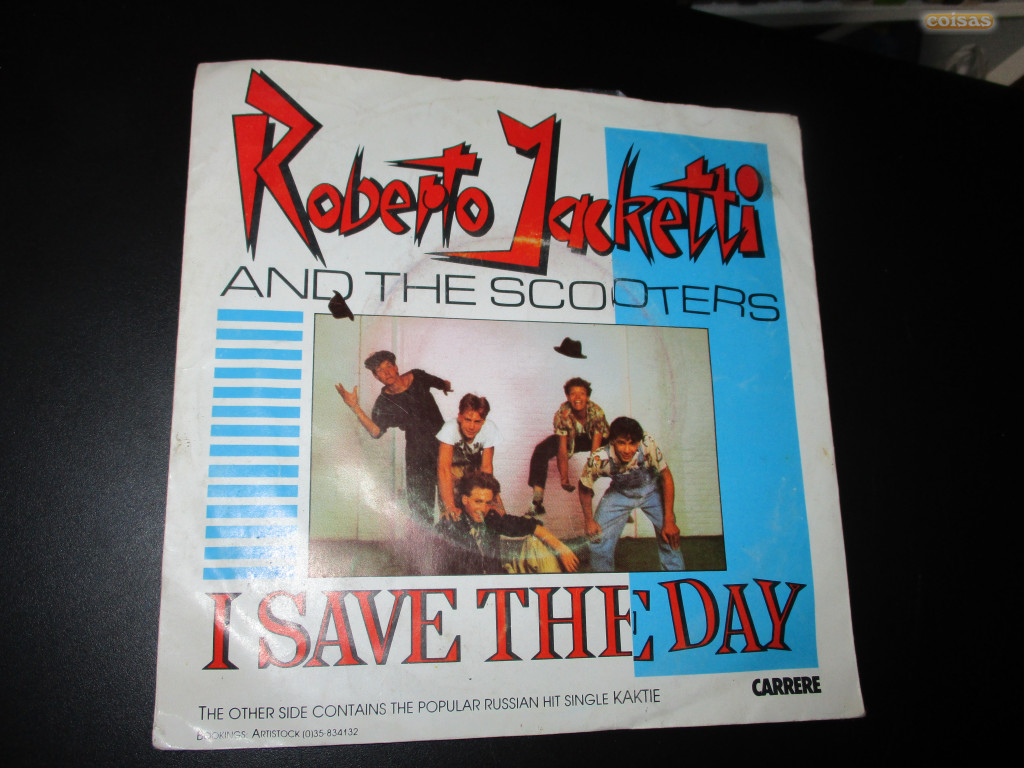 coisas
Roberto Jacketti
AND THE SCOOTERS
I SAVE THE DAY
CARRERE
THE OTHER SIDE CONTAINS THE POPULAR RUSSIAN HIT SINGLE KAKTIE
BOOKINGS: ARTISTOCK (0)35-834132